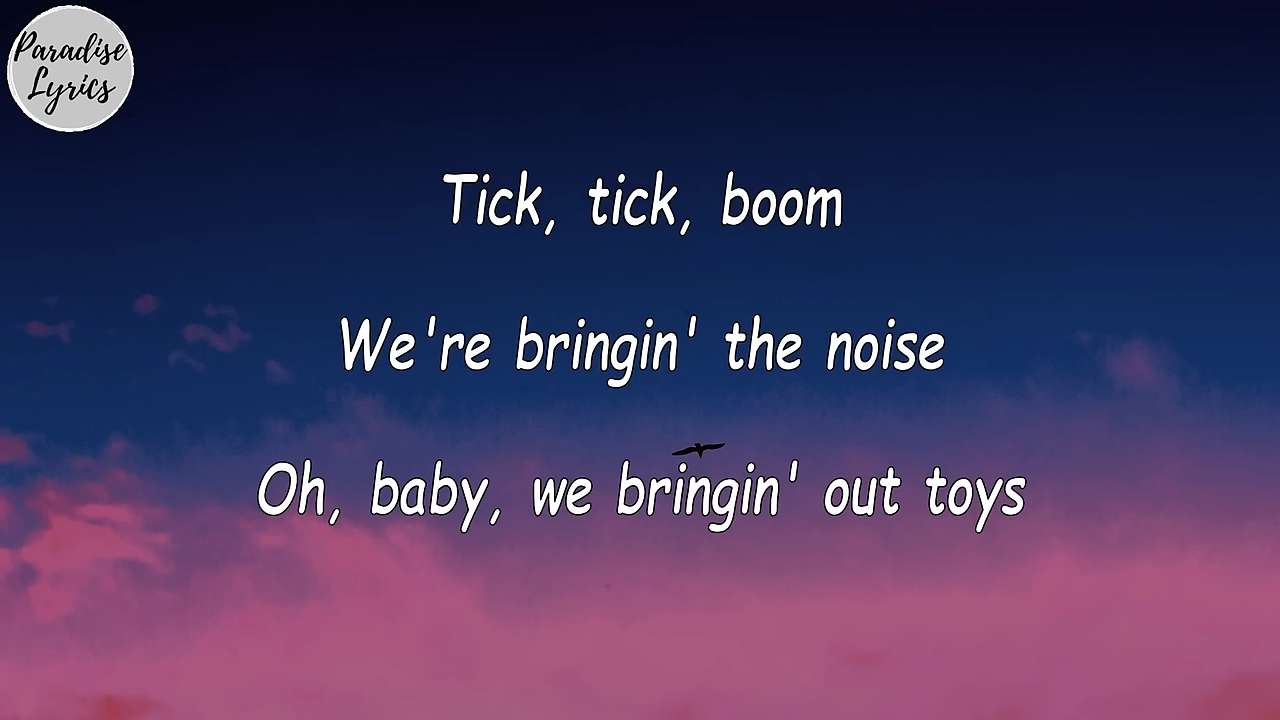 Paradise
Lyrics
Tick, tick, boom
We're bringin' the noise
Oh, baby, we bringin' out toys